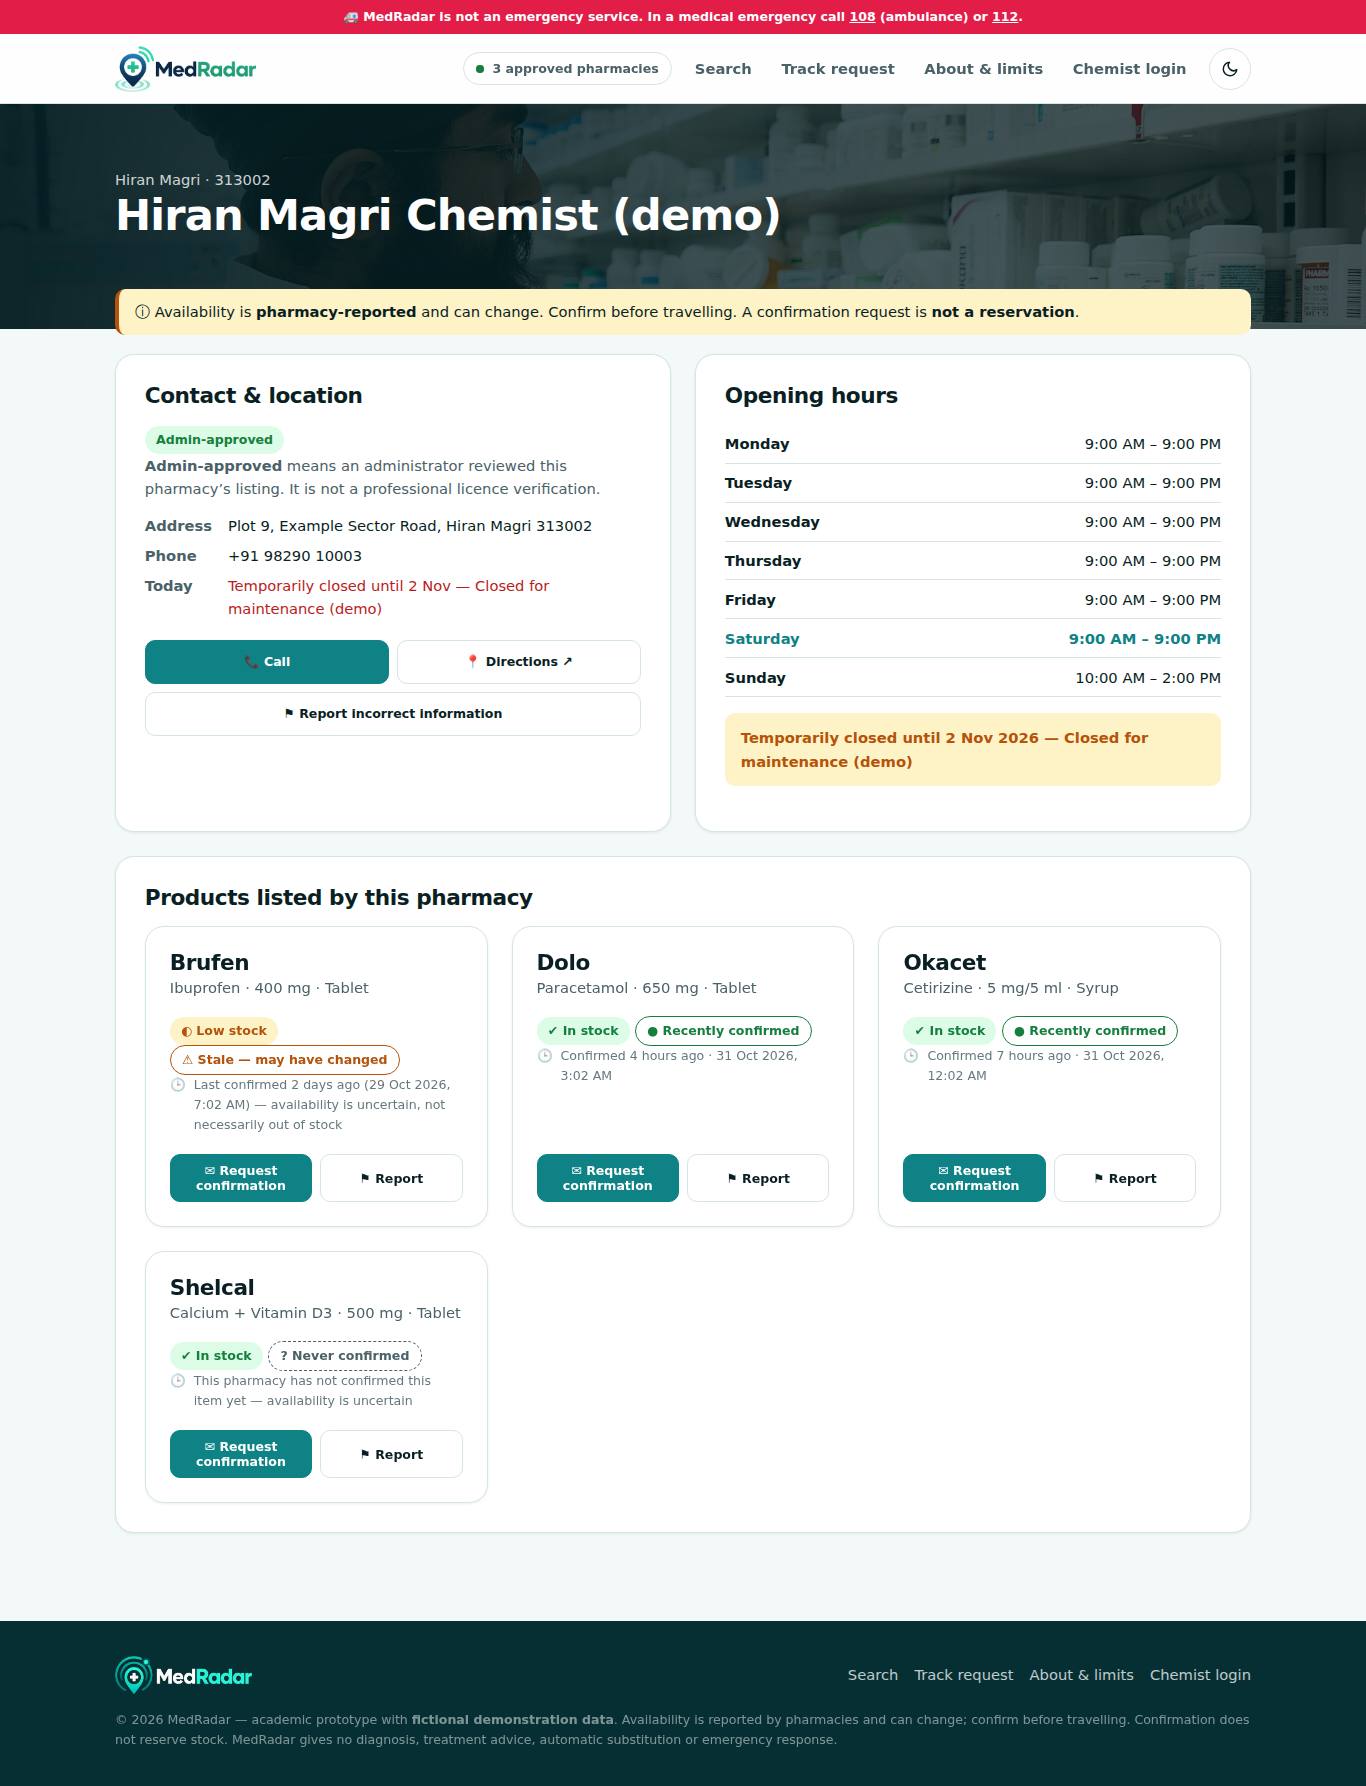 🚑 MedRadar is not an emergency service. In a medical emergency call 108 (ambulance) or 112.
MedRadar
● 3 approved pharmacies
Search
Track request
About & limits
Chemist login
Hiran Magri · 313002
Hiran Magri Chemist (demo)
ⓘ Availability is pharmacy-reported and can change. Confirm before travelling. A confirmation request is not a reservation.
Contact & location
Admin-approved
Admin-approved means an administrator reviewed this
pharmacy’s listing. It is not a professional licence verification.
Address Plot 9, Example Sector Road, Hiran Magri 313002
Phone +91 98290 10003
Today Temporarily closed until 2 Nov — Closed for
maintenance (demo)
📞 Call
📍 Directions ↗
⚑ Report incorrect information
Opening hours
Monday 9:00 AM – 9:00 PM
Tuesday 9:00 AM – 9:00 PM
Wednesday 9:00 AM – 9:00 PM
Thursday 9:00 AM – 9:00 PM
Friday 9:00 AM – 9:00 PM
Saturday 9:00 AM – 9:00 PM
Sunday 10:00 AM – 2:00 PM
Temporarily closed until 2 Nov 2026 — Closed for
maintenance (demo)
Products listed by this pharmacy
Brufen
Ibuprofen · 400 mg · Tablet
◐ Low stock
⚠ Stale — may have changed
🕒 Last confirmed 2 days ago (29 Oct 2026,
7:02 AM) — availability is uncertain, not
necessarily out of stock
✉ Request
confirmation
⚑ Report
Dolo
Paracetamol · 650 mg · Tablet
✔ In stock
● Recently confirmed
🕒 Confirmed 4 hours ago · 31 Oct 2026,
3:02 AM
✉ Request
confirmation
⚑ Report
Okacet
Cetirizine · 5 mg/5 ml · Syrup
✔ In stock
● Recently confirmed
🕒 Confirmed 7 hours ago · 31 Oct 2026,
12:02 AM
✉ Request
confirmation
⚑ Report
Shelcal
Calcium + Vitamin D3 · 500 mg · Tablet
✔ In stock
? Never confirmed
🕒 This pharmacy has not confirmed this
item yet — availability is uncertain
✉ Request
confirmation
⚑ Report
MedRadar
Search
Track request
About & limits
Chemist login
© 2026 MedRadar — academic prototype with fictional demonstration data. Availability is reported by pharmacies and can change; confirm before travelling. Confirmation does
not reserve stock. MedRadar gives no diagnosis, treatment advice, automatic substitution or emergency response.